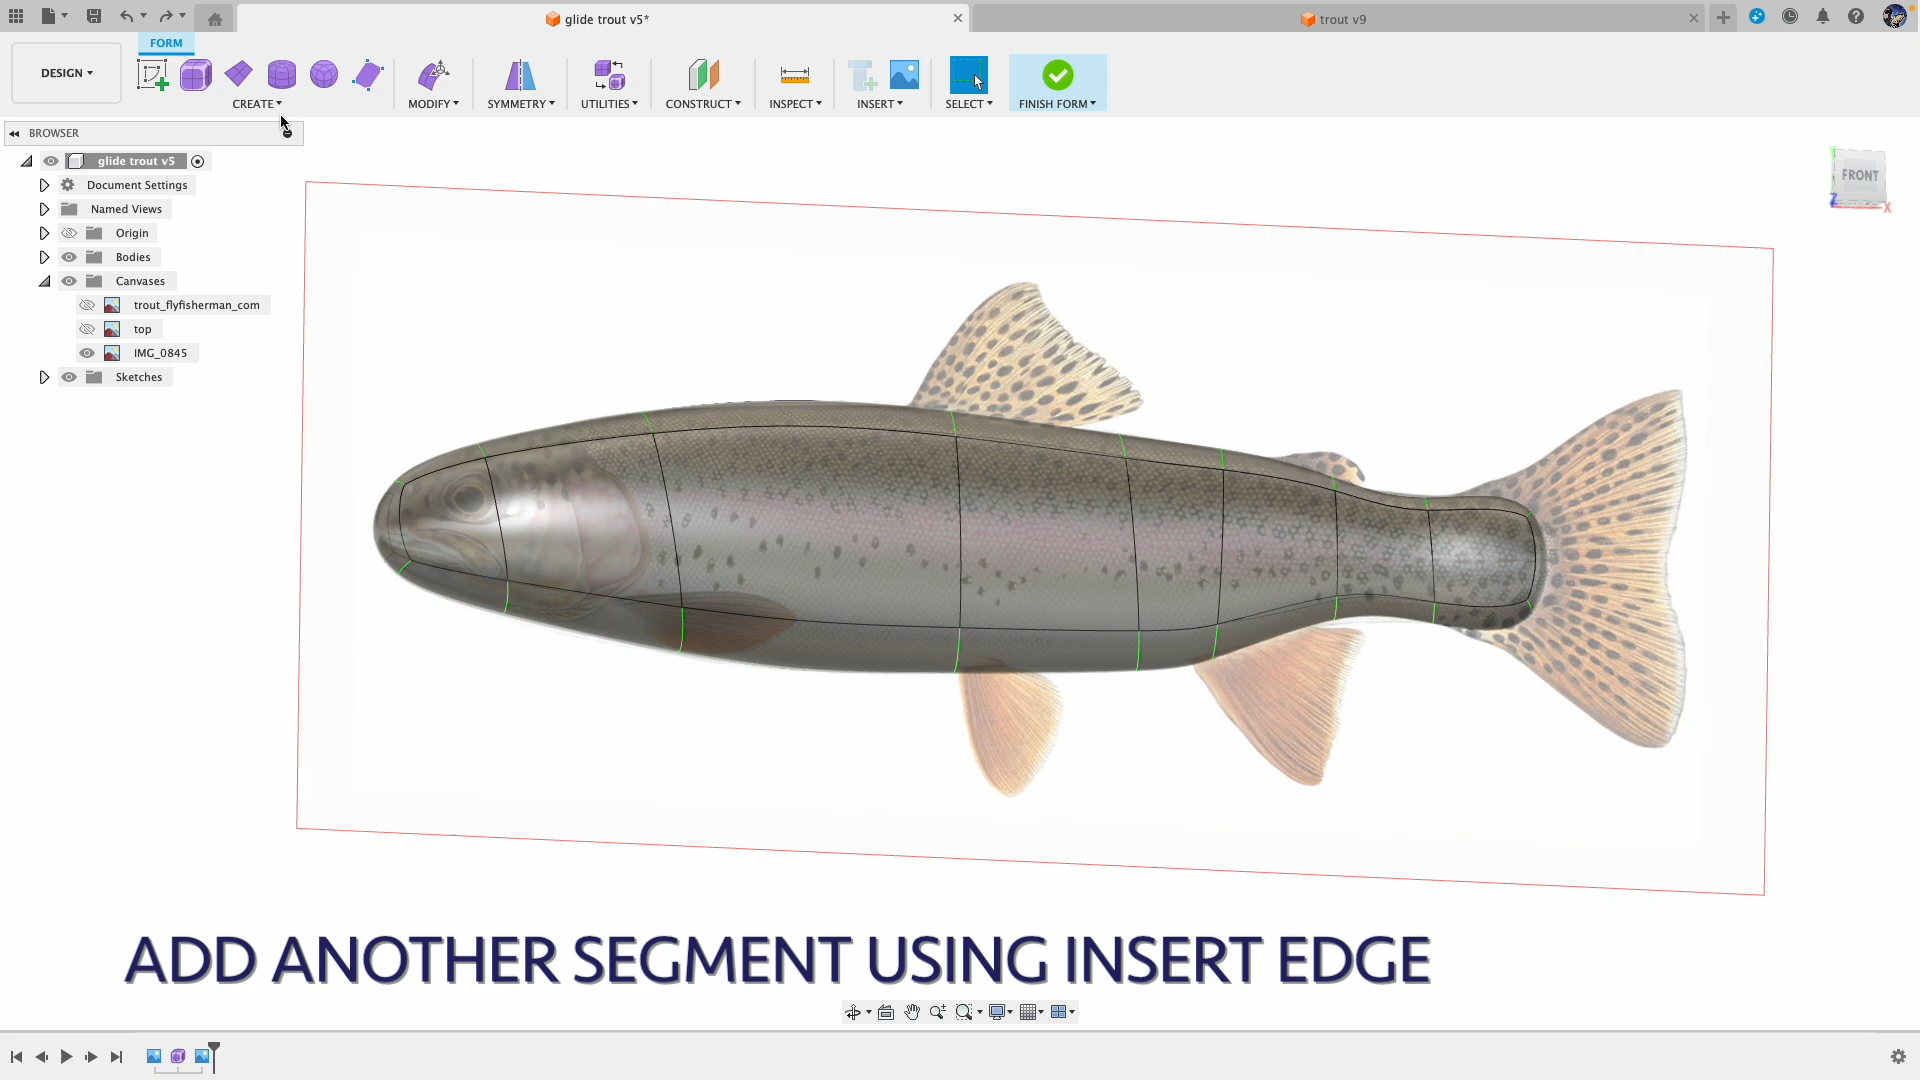 glide trout v5*
trout v9
FORM
DESIGN
CREATE
MODIFY
SYMMETRY
UTILITIES
CONSTRUCT
INSPECT
INSERT
SELECT
FINISH FORM
BROWSER
glide trout v5
Document Settings
Named Views
Origin
Bodies
Canvases
trout_flyfisherman_com
top
IMG_0845
Sketches
FRONT
Z
X
ADD ANOTHER SEGMENT USING INSERT EDGE